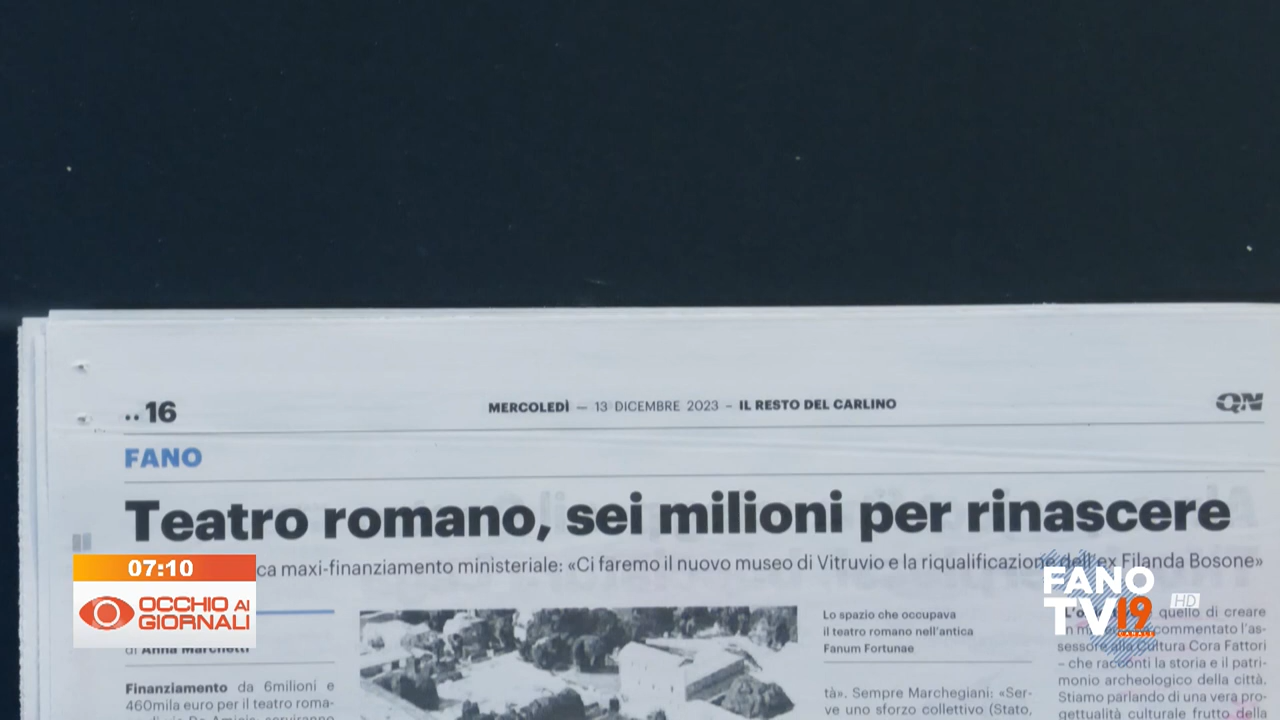 ..16
MERCOLEDÌ — 13 DICEMBRE 2023 – IL RESTO DEL CARLINO
QN
FANO
Teatro romano, sei milioni per rinascere
ca maxi-finanziamento ministeriale: «Ci faremo il nuovo museo di Vitruvio e la riqualificazione dell'ex Filanda Bosone»
07:10
OCCHIO AI
GIORNALI
di Anna Marchetti
Finanziamento da 6milioni e
460mila euro per il teatro roma-
Lo spazio che occupava
il teatro romano nell'antica
Fanum Fortunae
tà». Sempre Marchegiani: «Ser-
ve uno sforzo collettivo (Stato,
FANO
TV19
CANALE
HD
quello di creare
commentato l'as-
sessore alla cultura Cora Fattori
– che racconti la storia e il patri-
monio archeologico della città.
Stiamo parlando di una vera pro-
gettualità culturale frutto della